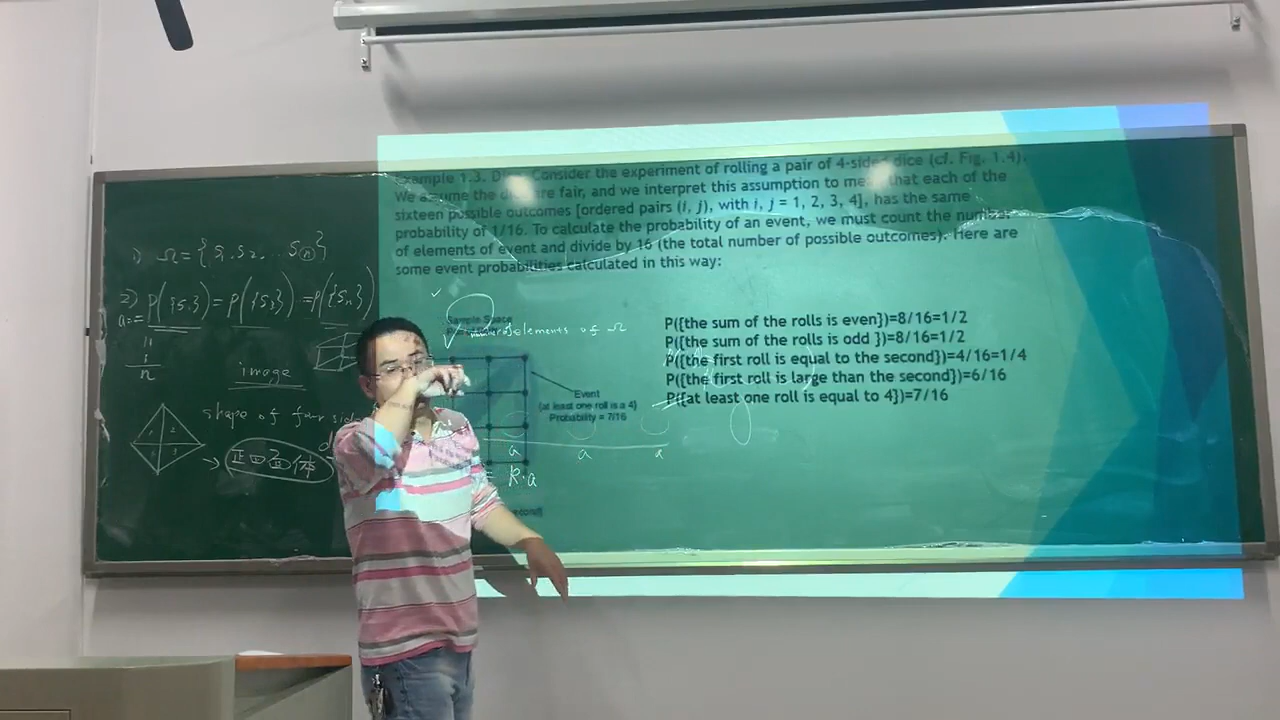 Example 1.3. Consider the experiment of rolling a pair of 4-sided dice (cf. Fig. 1.4).
We assume the dice are fair, and we interpret this assumption to mean that each of the
sixteen possible outcomes [ordered pairs (i, j), with i, j = 1, 2, 3, 4], has the same
probability of 1/16. To calculate the probability of an event, we must count the number
of elements of event and divide by 16 (the total number of possible outcomes). Here are
some event probabilities calculated in this way:
1) Ω={S1. S2. .. Sn}
2) P({S1}) = P({S2}) ..= P({Sn})
a=
11
1
n
image
shape of four side
→ 正四面体
1 2
3
Sample Space
elements of Ω
Event
{at least one roll is a 4}
Probability = 7/16
a a a
= k·a
P({the sum of the rolls is even})=8/16=1/2
P({the sum of the rolls is odd })=8/16=1/2
P({the first roll is equal to the second})=4/16=1/4
P({the first roll is large than the second})=6/16
P({at least one roll is equal to 4})=7/16